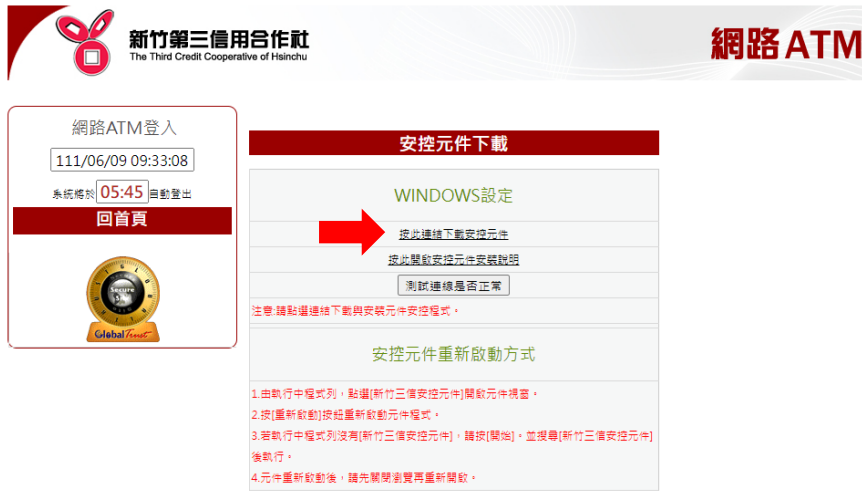 新竹第三信用合作社
The Third Credit Cooperative of Hsinchu
網路ATM
網路ATM登入
111/06/09 09:33:08
系統將於 05:45 自動登出
回首頁
Secure
Site
GlobalTrust
安控元件下載
WINDOWS設定
按此連結下載安控元件
按此開啟安控元件安裝說明
測試連線是否正常
注意:請點選連結下載與安裝元件安控程式。
安控元件重新啟動方式
1.由執行中程式列，點選[新竹三信安控元件]開啟元件視窗。
2.按[重新啟動]按鈕重新啟動元件程式。
3.若執行中程式列沒有[新竹三信安控元件]，請按[開始]。並搜尋[新竹三信安控元件]
後執行。
4.元件重新啟動後，請先關閉瀏覽再重新開啟。